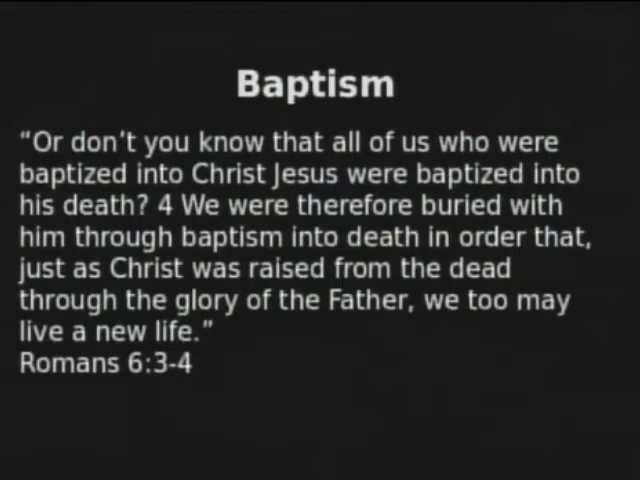 Baptism
“Or don’t you know that all of us who were
baptized into Christ Jesus were baptized into
his death? 4 We were therefore buried with
him through baptism into death in order that,
just as Christ was raised from the dead
through the glory of the Father, we too may
live a new life.”
Romans 6:3-4